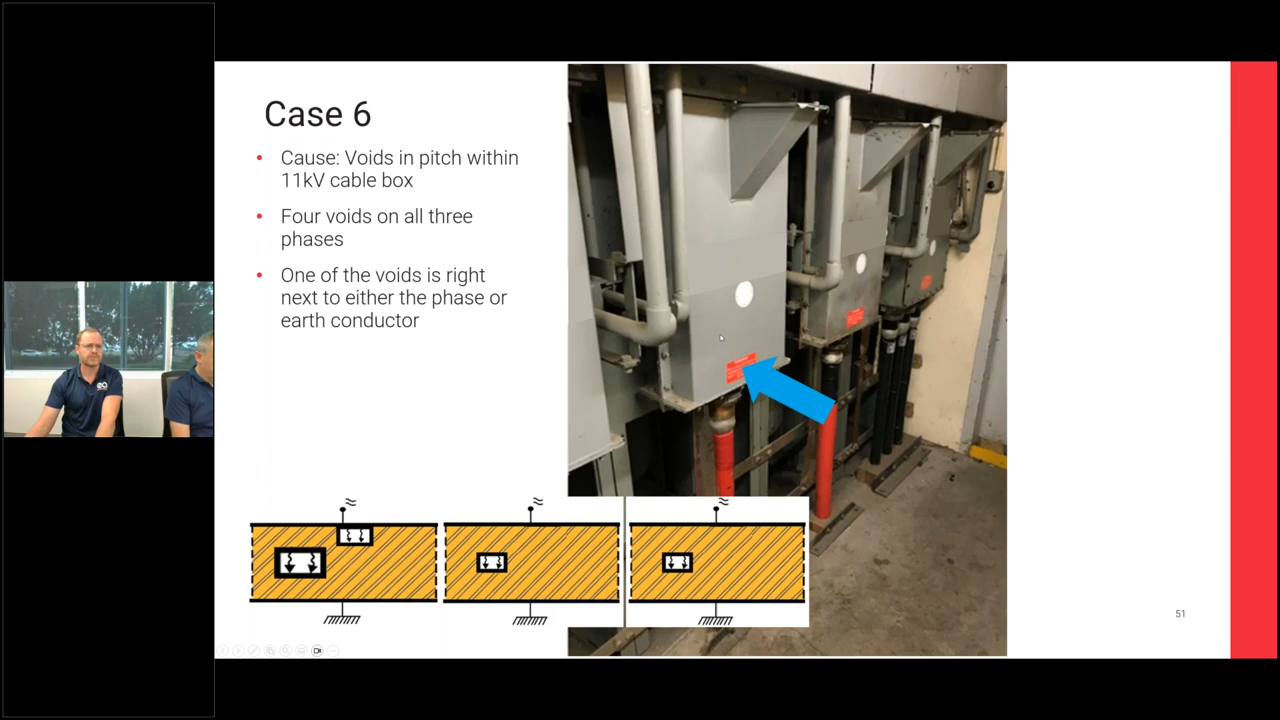 Case 6
• Cause: Voids in pitch within
11kV cable box
• Four voids on all three
phases
• One of the voids is right
next to either the phase or
earth conductor
51